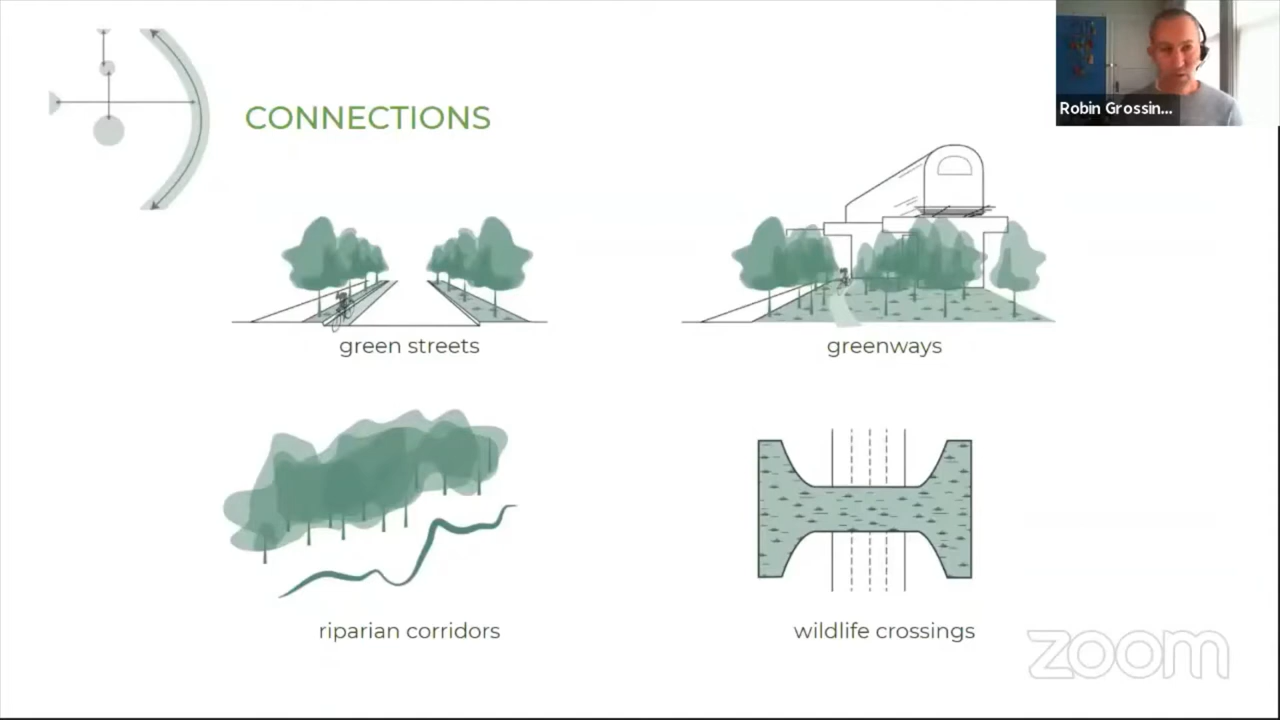 CONNECTIONS
Robin Grossin...
green streets
greenways
riparian corridors
wildlife crossings
zoom